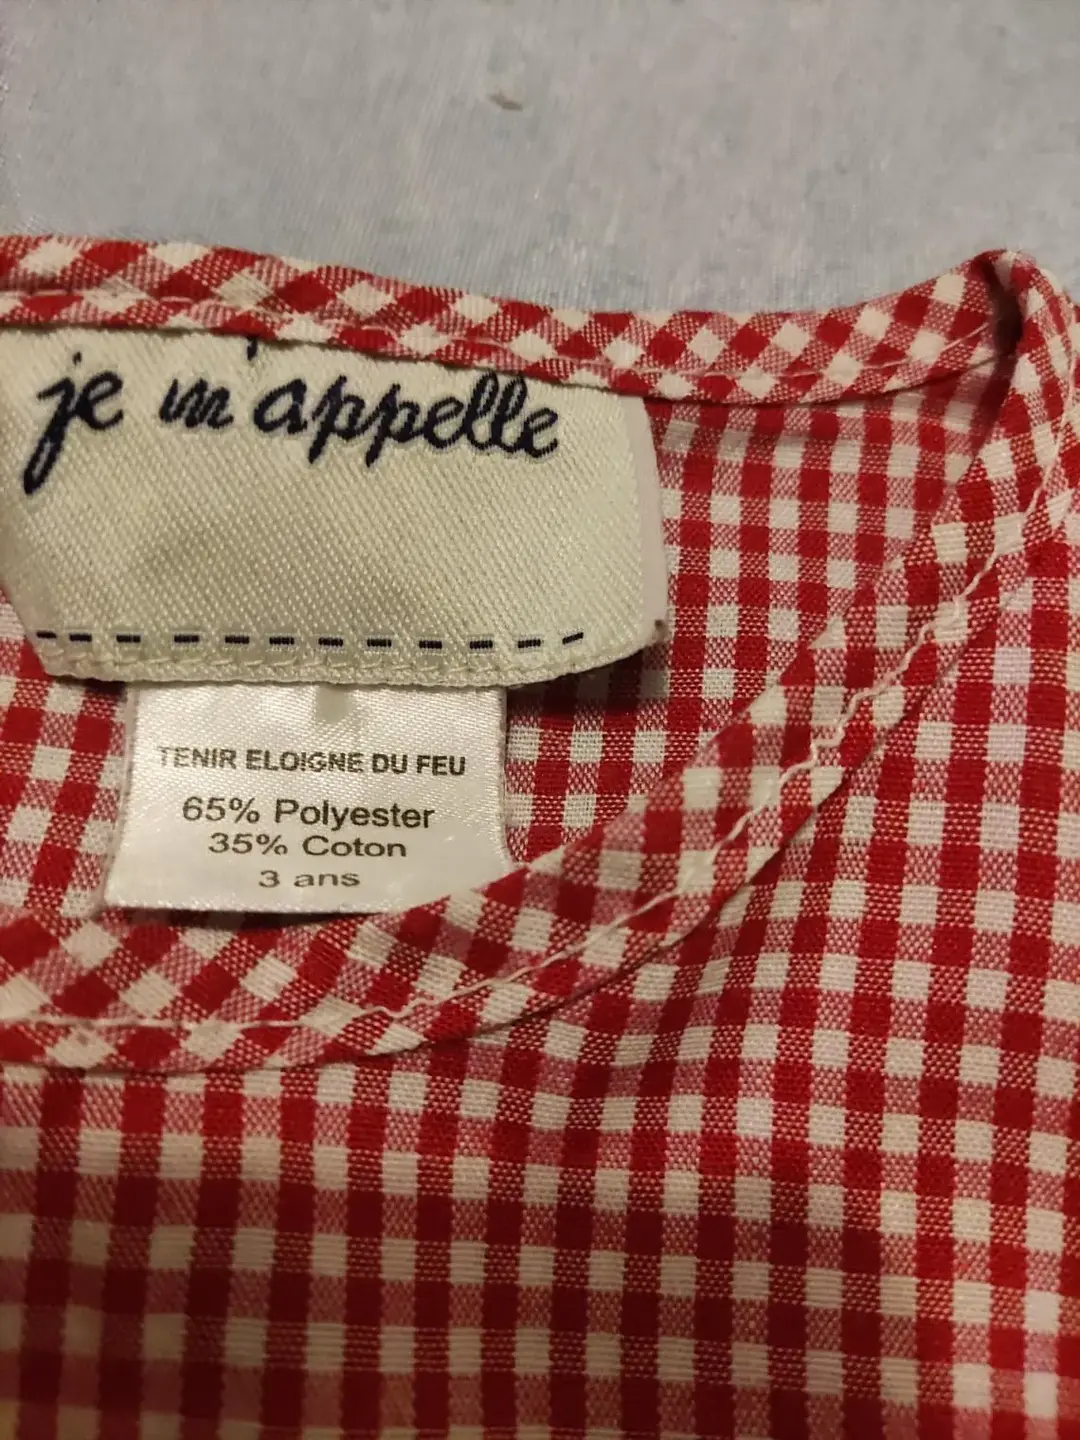 je m'appelle
TENIR ELOIGNE DU FEU
65% Polyester
35% Coton
3 ans